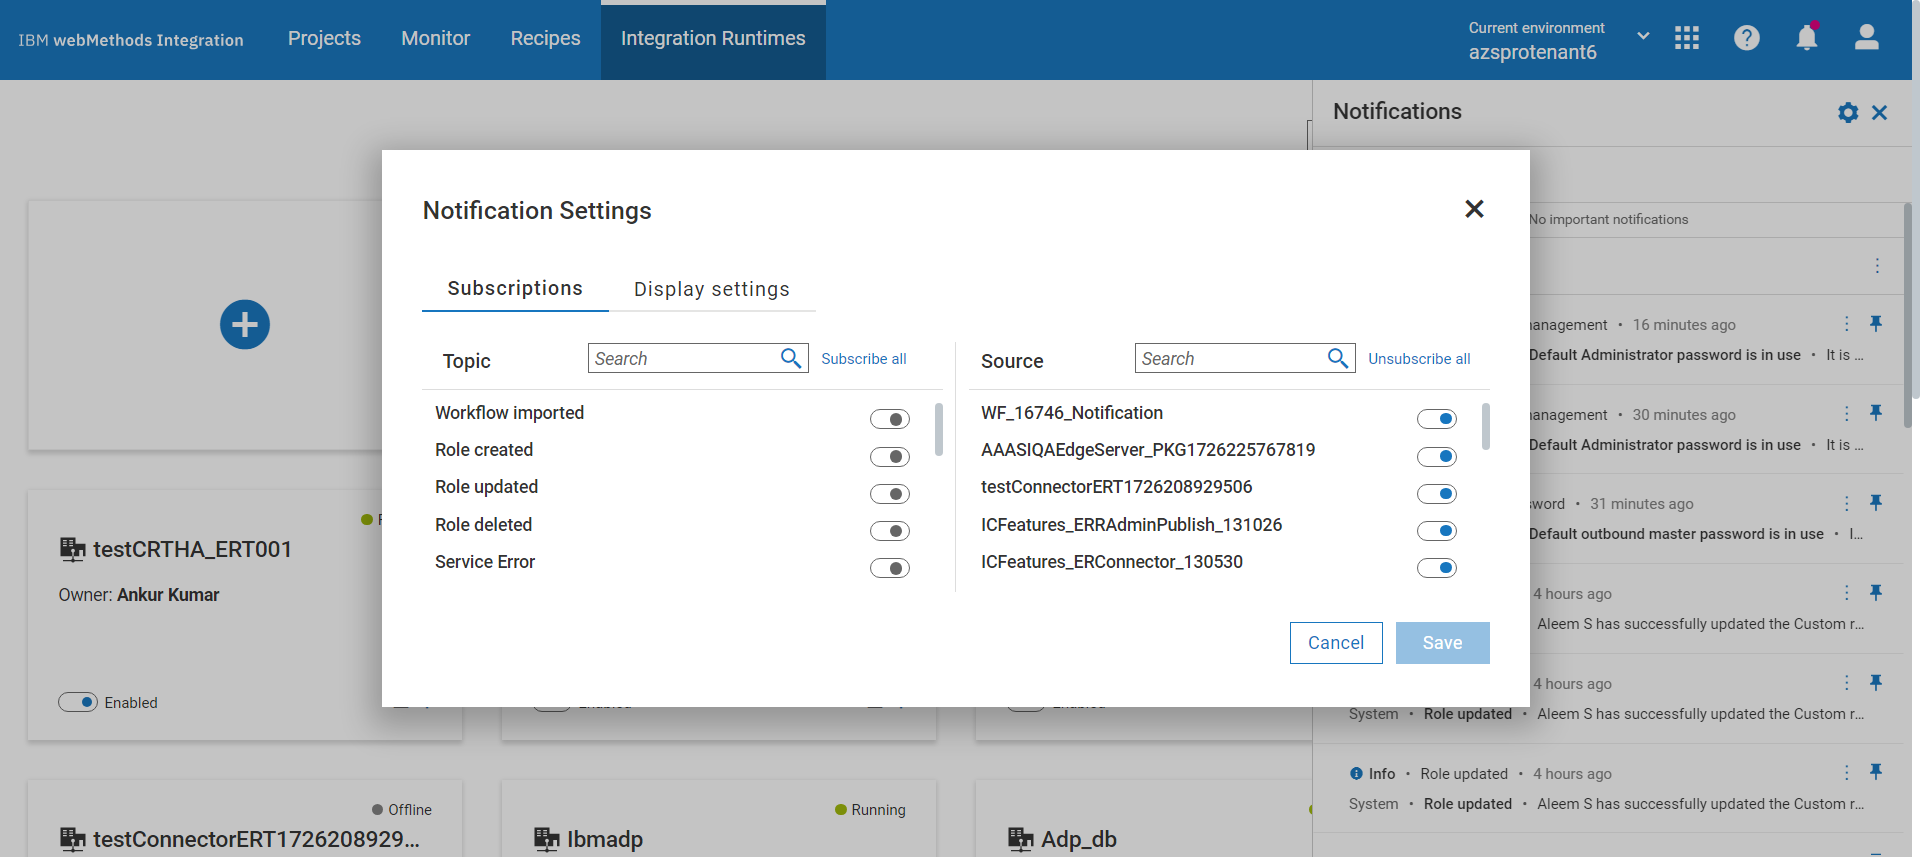 IBM webMethods Integration
Projects
Monitor
Recipes
Integration Runtimes
Current environment
azsprotenant6
Notifications
No important notifications
Notification Settings
Subscriptions
Display settings
Topic
Search
Subscribe all
Source
Search
Unsubscribe all
Workflow imported
Role created
Role updated
Role deleted
Service Error
WF_16746_Notification
AAASIQAEdgeServer_PKG1726225767819
testConnectorERT1726208929506
ICFeatures_ERRAdminPublish_131026
ICFeatures_ERConnector_130530
Cancel
Save
• 16 minutes ago
Default Administrator password is in use • It is ...
• 30 minutes ago
Default Administrator password is in use • It is ...
• 31 minutes ago
Default outbound master password is in use • I...
4 hours ago
Aleem S has successfully updated the Custom r...
4 hours ago
System • Role updated • Aleem S has successfully updated the Custom r...
Info • Role updated • 4 hours ago
System • Role updated • Aleem S has successfully updated the Custom r...
testCRTHA_ERT001
Owner: Ankur Kumar
Enabled
Offline
testConnectorERT1726208929...
Running
Ibmadp
Adp_db